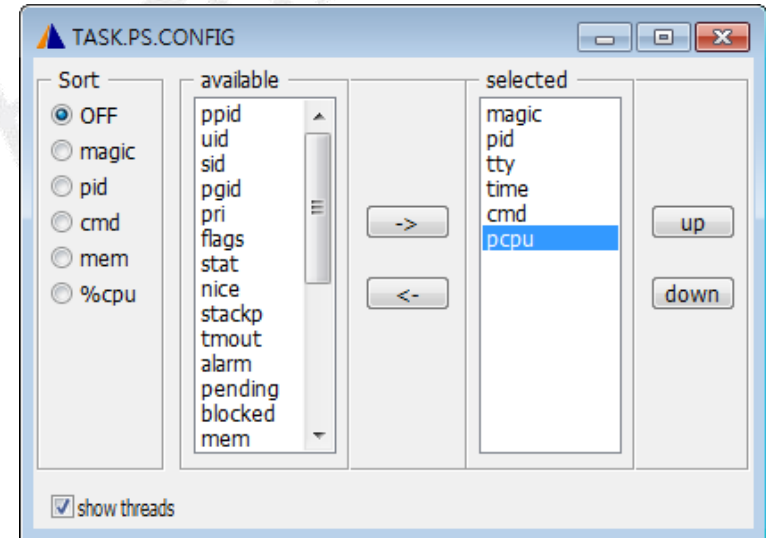 TASK.PS.CONFIG
Sort
OFF
magic
pid
cmd
mem
%cpu
available
ppid
uid
sid
pgid
pri
flags
stat
nice
stackp
tmout
alarm
pending
blocked
mem
->
<-
selected
magic
pid
tty
time
cmd
pcpu
up
down
show threads